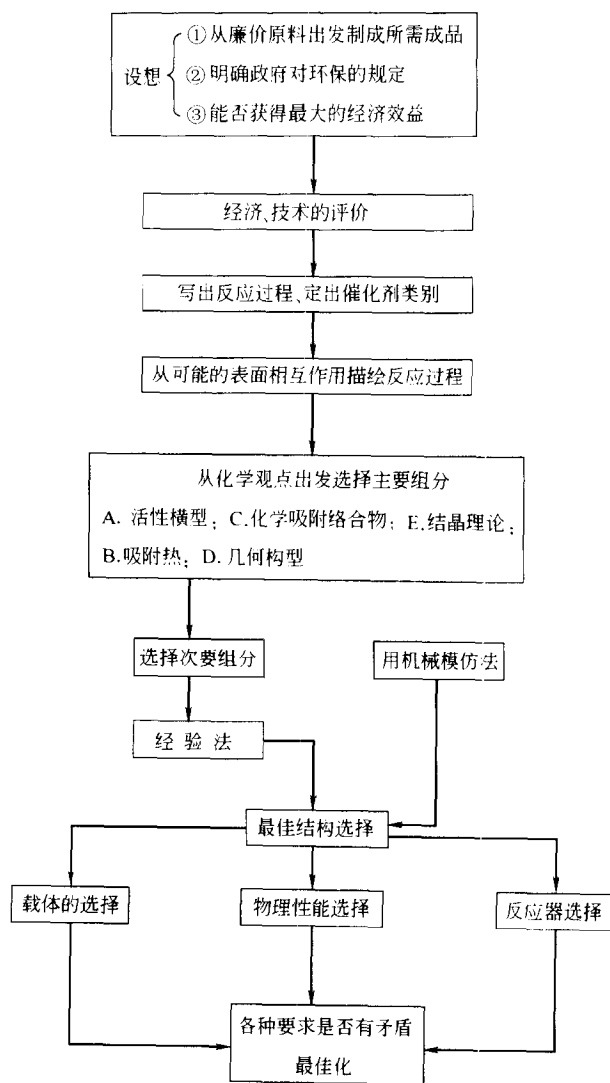 ① 从廉价原料出发制成所需成品
设想
② 明确政府对环保的规定
③ 能否获得最大的经济效益
经济、技术的评价
写出反应过程、定出催化剂类别
从可能的表面相互作用描绘反应过程
从化学观点出发选择主要组分
A. 活性横型；C.化学吸附络合物；E.结晶理论；
B.吸附热；D. 几何构型
选择次要组分
用机械模仿法
经 验 法
最佳结构选择
载体的选择
物理性能选择
反应器选择
各种要求是否有矛盾
最佳化